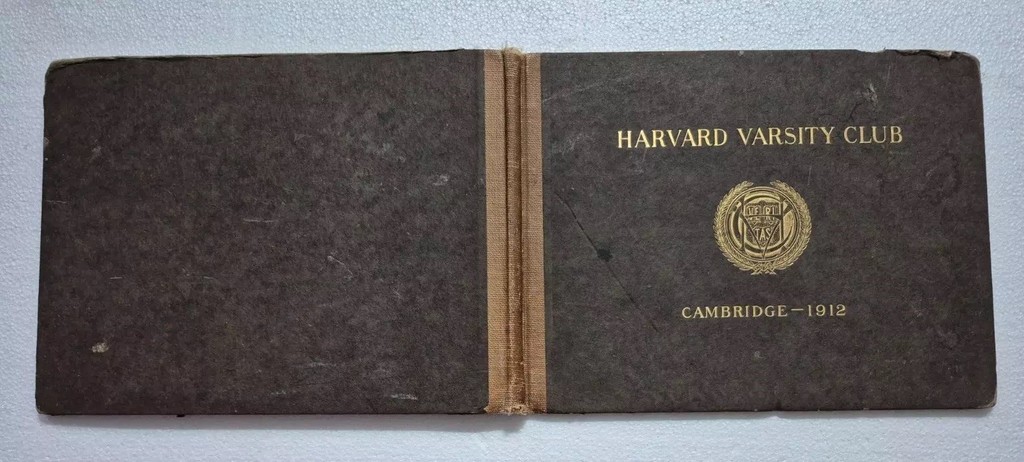 HARVARD VARSITY CLUB
CAMBRIDGE—1912